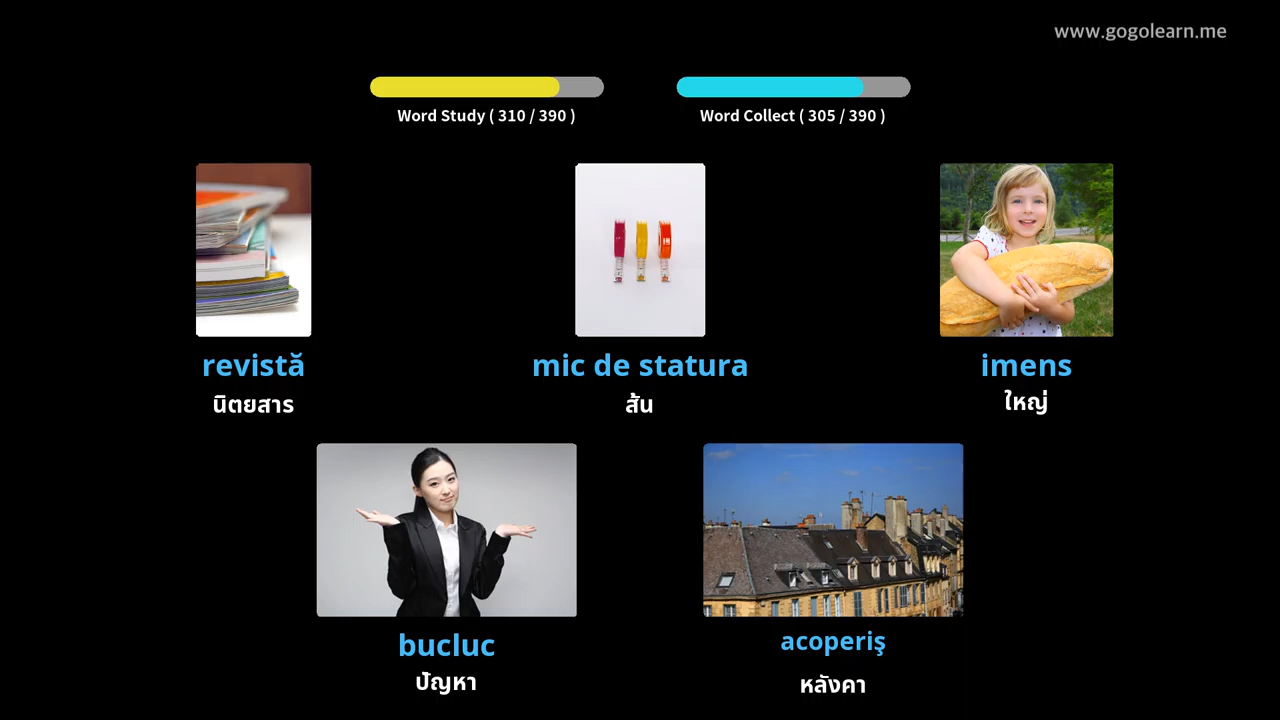 www.gogolearn.me
Word Study ( 310 / 390 )
Word Collect ( 305 / 390 )
revistă
นิตยสาร
mic de statura
ส้น
imens
ใหญ่
bucluc
ปัญหา
acoperiş
หลังคา